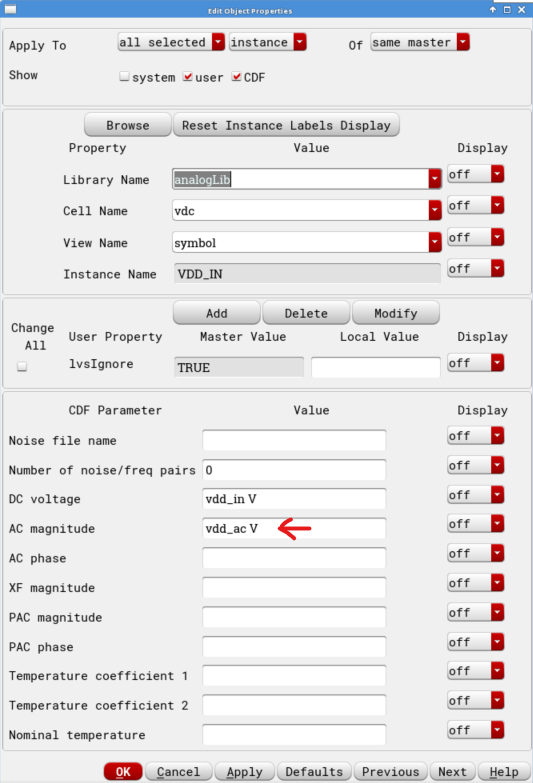 Edit Object Properties
Apply To all selected instance Of same master
Show system user CDF
Browse Reset Instance Labels Display
Property Value Display
Library Name analogLib off
Cell Name vdc off
View Name symbol off
Instance Name VDD_IN off
Add Delete Modify
Change All User Property Master Value Local Value Display
lvsIgnore TRUE off
CDF Parameter Value Display
Noise file name off
Number of noise/freq pairs 0 off
DC voltage vdd_in V off
AC magnitude vdd_ac V off
AC phase off
XF magnitude off
PAC magnitude off
PAC phase off
Temperature coefficient 1 off
Temperature coefficient 2 off
Nominal temperature off
OK Cancel Apply Defaults Previous Next Help